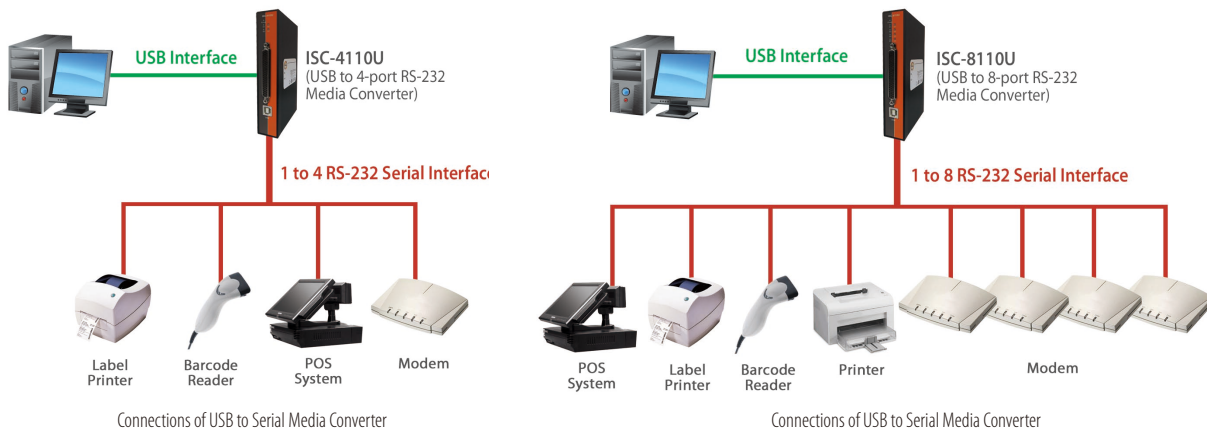 USB Interface
ISC-4110U
(USB to 4-port RS-232
Media Converter)
1 to 4 RS-232 Serial Interfac
Label
Printer
Barcode
Reader
POS
System
Modem
Connections of USB to Serial Media Converter
USB Interface
ISC-8110U
(USB to 8-port RS-232
Media Converter)
1 to 8 RS-232 Serial Interface
POS
System
Label
Printer
Barcode
Reader
Printer
Modem
Connections of USB to Serial Media Converter